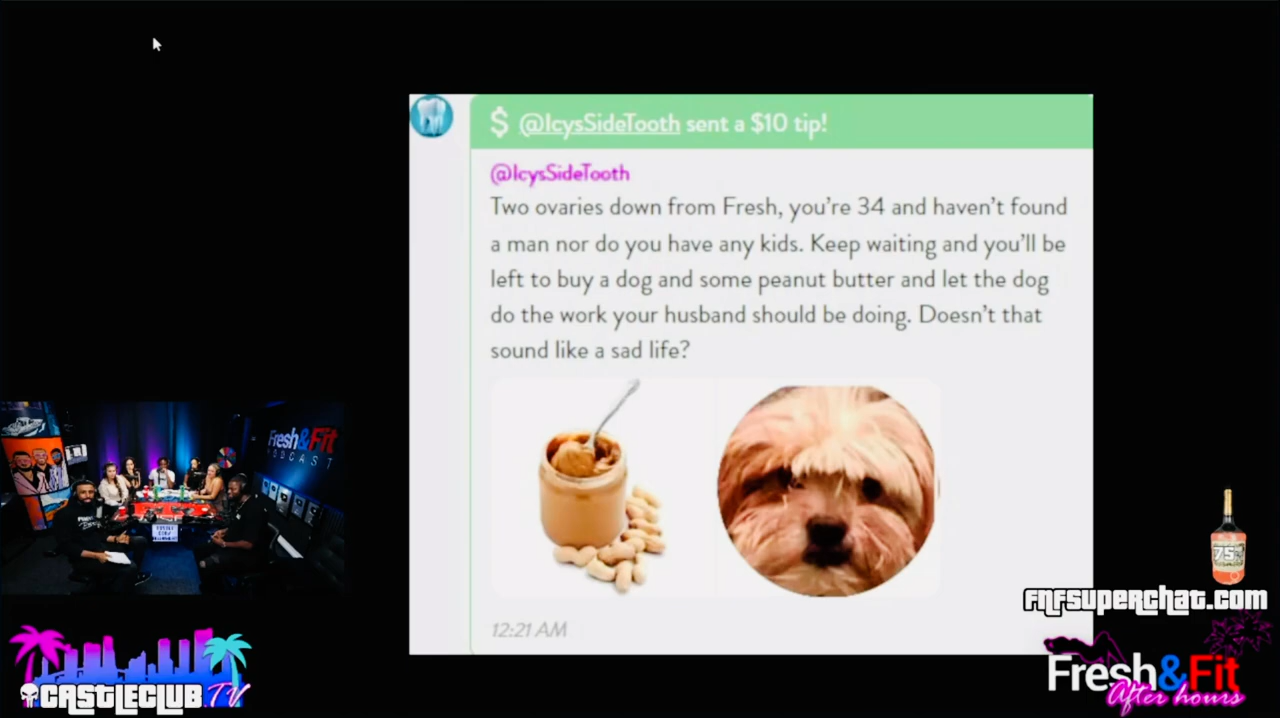 $ @IcysSideTooth sent a $10 tip!
@IcysSideTooth
Two ovaries down from Fresh, you're 34 and haven't found
a man nor do you have any kids. Keep waiting and you'll be
left to buy a dog and some peanut butter and let the dog
do the work your husband should be doing. Doesn't that
sound like a sad life?
12:21 AM
Fresh&Fit
PODCAST
75
FNFSUPERCHAT.COM
CASTLECLUB.TV
Fresh&Fit
After hours